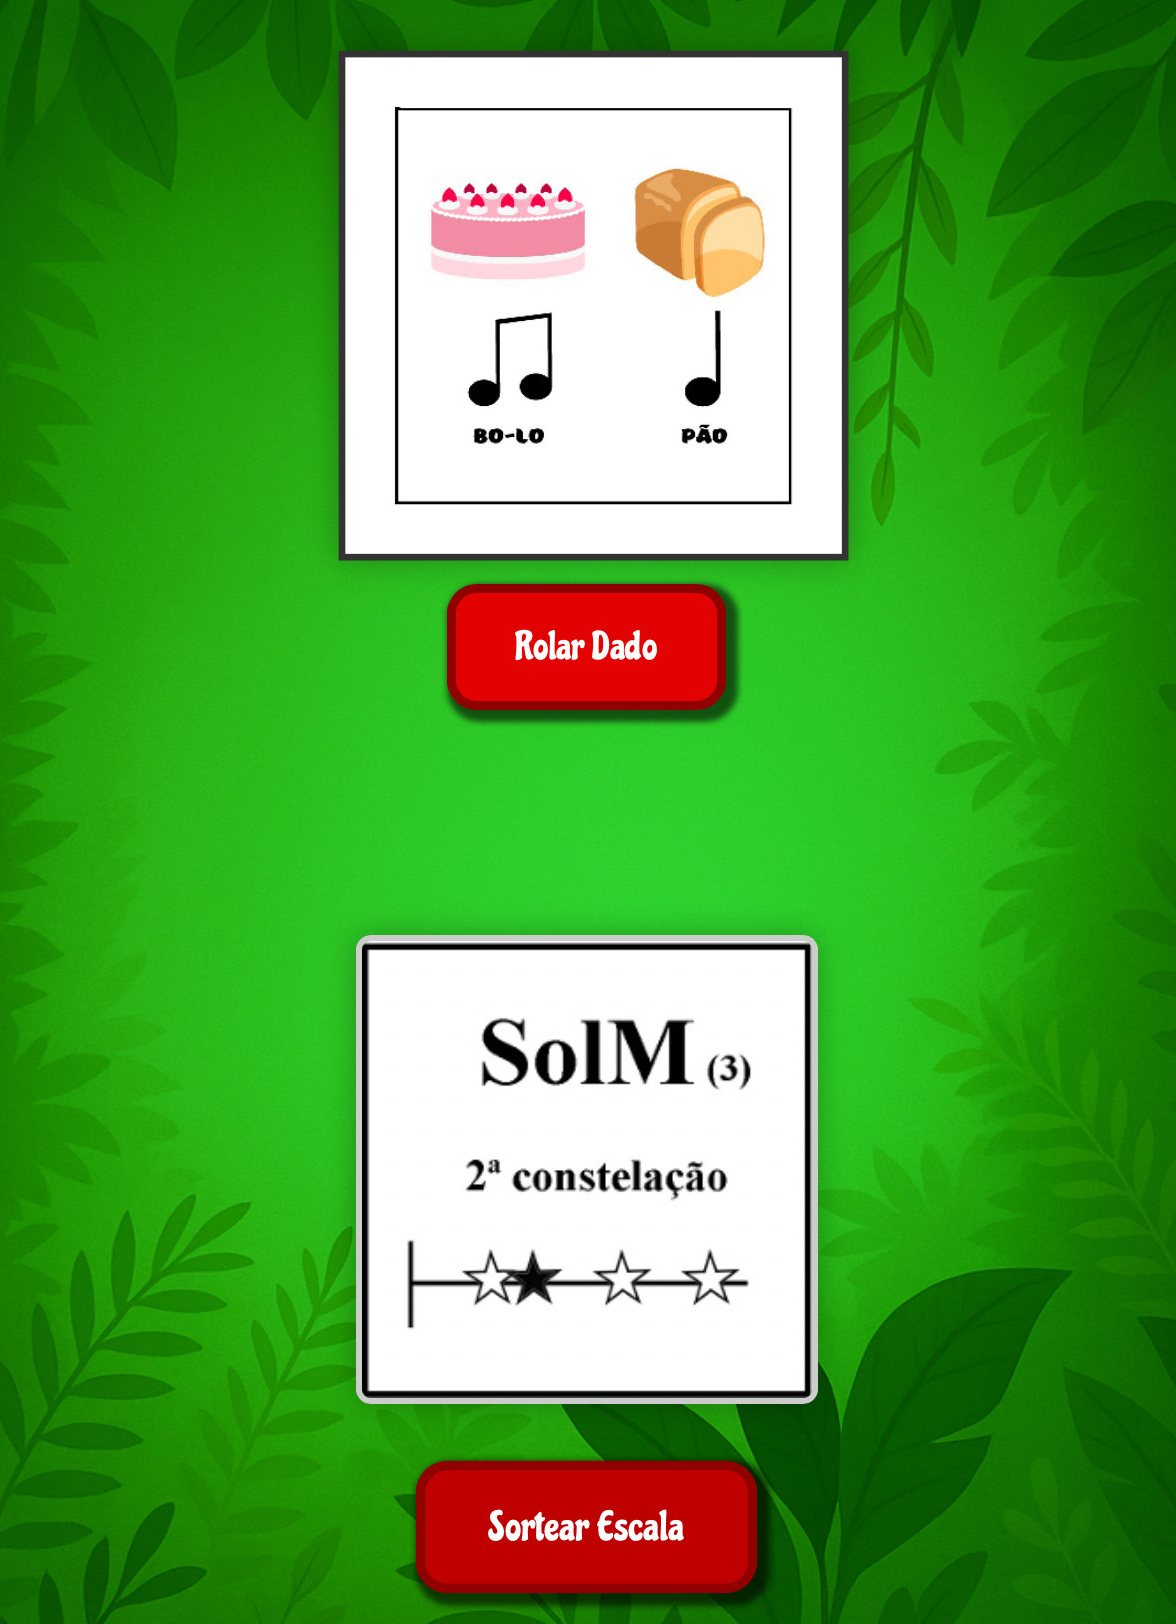 BO-LO PÃO
Rolar Dado
SolM (3)
2ª constelação
Sortear Escala